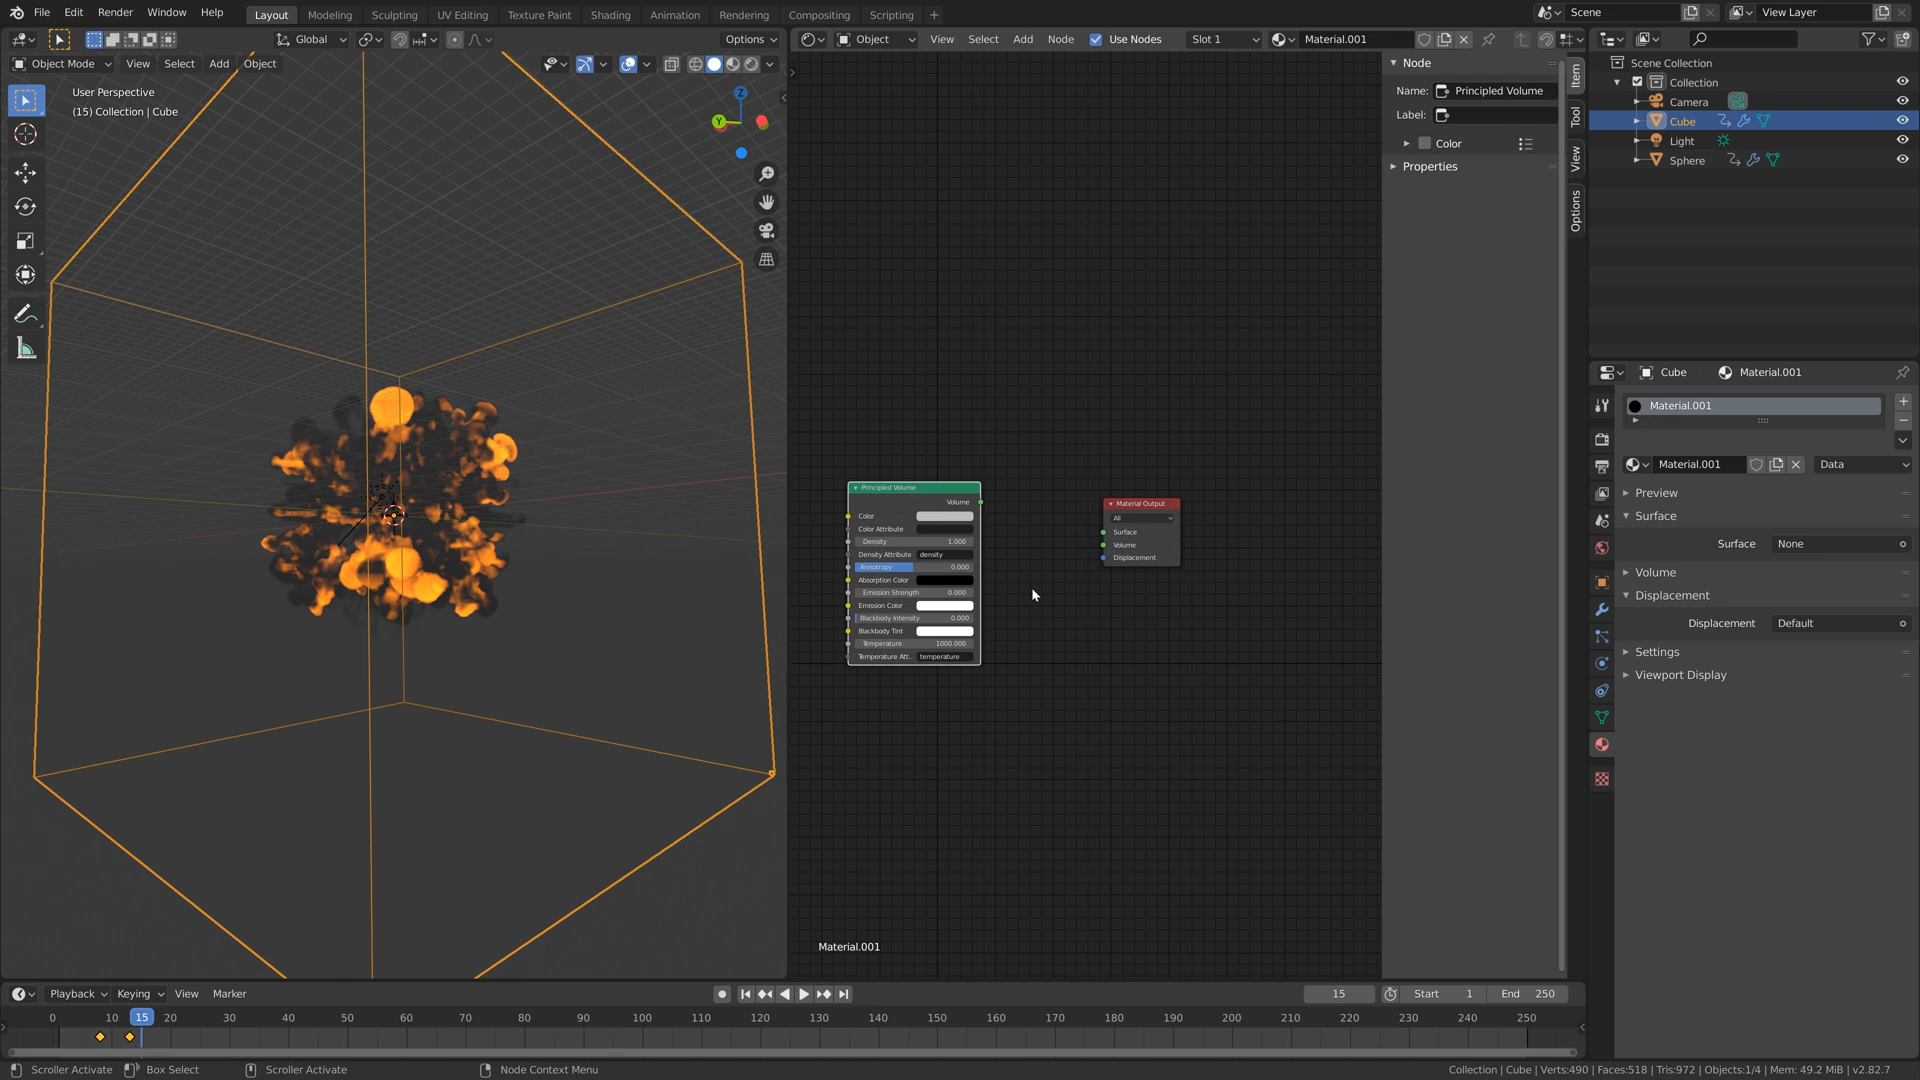 File Edit Render Window Help Layout Modeling Sculpting UV Editing Texture Paint Shading Animation Rendering Compositing Scripting + Scene View Layer
Global Options
Object Mode View Select Add Object
User Perspective
(15) Collection | Cube
Z
Y
Object View Select Add Node Use Nodes Slot 1 Material.001
Principled Volume
Volume
Color
Color Attribute
Density 1.000
Density Attribute density
Anisotropy 0.000
Absorption Color
Emission Strength 0.000
Emission Color
Blackbody Intensity 0.000
Blackbody Tint
Temperature 1000.000
Temperature Att.. temperature
Material Output
All
Surface
Volume
Displacement
Material.001
Node
Name: Principled Volume
Label:
Color
Properties
Item
Tool
View
Options
Scene Collection
Collection
Camera
Cube
Light
Sphere
Cube Material.001
Material.001
Material.001 Data
Preview
Surface
Surface None
Volume
Displacement
Displacement Default
Settings
Viewport Display
Playback Keying View Marker 15 Start 1 End 250
0 10 15 20 30 40 50 60 70 80 90 100 110 120 130 140 150 160 170 180 190 200 210 220 230 240 250
Scroller Activate Box Select Scroller Activate Node Context Menu Collection | Cube | Verts:490 | Faces:518 | Tris:972 | Objects:1/4 | Mem: 49.2 MiB | v2.82.7